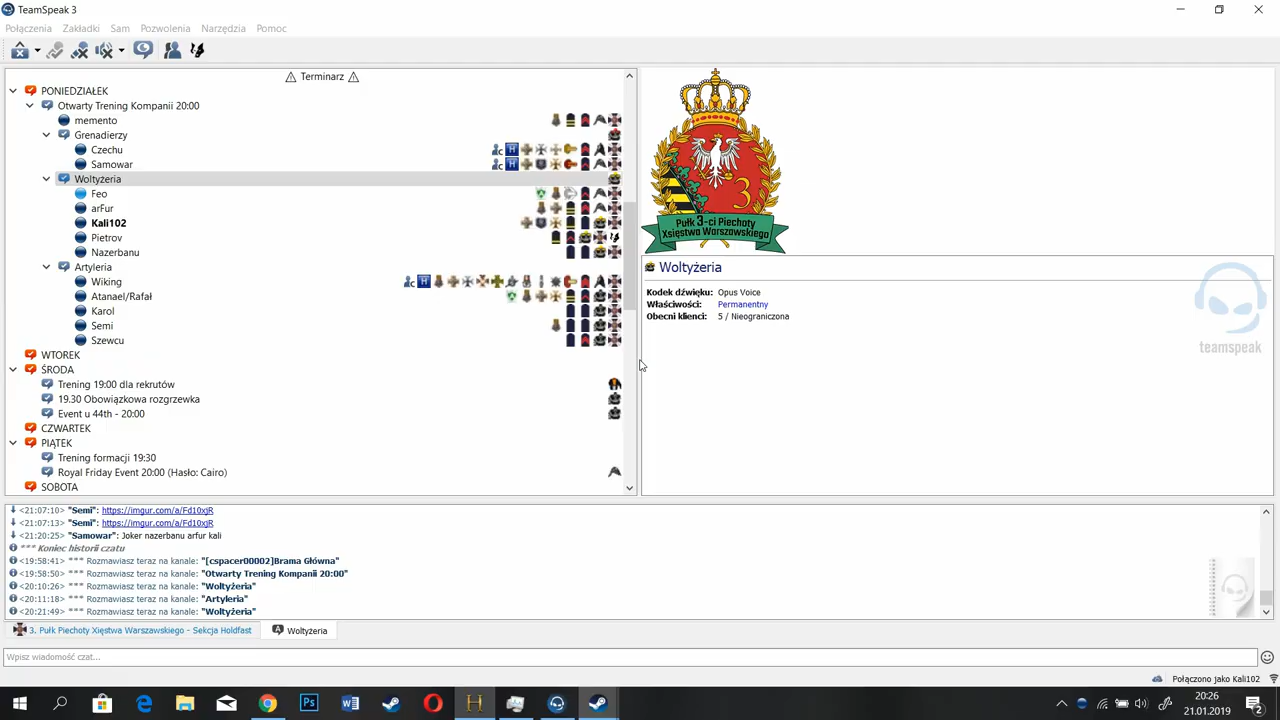 TeamSpeak 3
Połączenia Zakładki Sam Pozwolenia Narzędzia Pomoc
Terminarz
PONIEDZIAŁEK
Otwarty Trening Kompanii 20:00
memento
Grenadierzy
Czechu
Samowar
Woltyżeria
Feo
arFur
Kali102
Pietrov
Nazerbanu
Artyleria
Wiking
Atanael/Rafał
Karol
Semi
Szewcu
WTOREK
ŚRODA
Trening 19:00 dla rekrutów
19.30 Obowiązkowa rozgrzewka
Event u 44th - 20:00
CZWARTEK
PIĄTEK
Trening formacji 19:30
Royal Friday Event 20:00 (Hasło: Cairo)
SOBOTA
3
Pułk 3-ci Piechoty
Xsięstwa Warszawskiego
Woltyżeria
Kodek dźwięku: Opus Voice
Właściwości: Permanentny
Obecni klienci: 5 / Nieograniczona
teamspeak
<21:07:10> "Semi": https://imgur.com/a/Fd10xjR
<21:07:13> "Semi": https://imgur.com/a/Fd10xjR
<21:20:25> "Samowar": Joker nazerbanu arfur cali
*** Koniec historii czatu
<19:58:41> *** Rozmawiasz teraz na kanale: "[cspacer00002]Brama Główna"
<19:58:50> *** Rozmawiasz teraz na kanale: "Otwarty Trening Kompanii 20:00"
<20:10:26> *** Rozmawiasz teraz na kanale: "Woltyżeria"
<20:11:18> *** Rozmawiasz teraz na kanale: "Artyleria"
<20:21:49> *** Rozmawiasz teraz na kanale: "Woltyżeria"
3. Pułk Piechoty Xięstwa Warszawskiego - Sekcja Holdfast
Woltyżeria
Wpisz wiadomość czat...
Połączono jako Kali102
20:26
21.01.2019
2